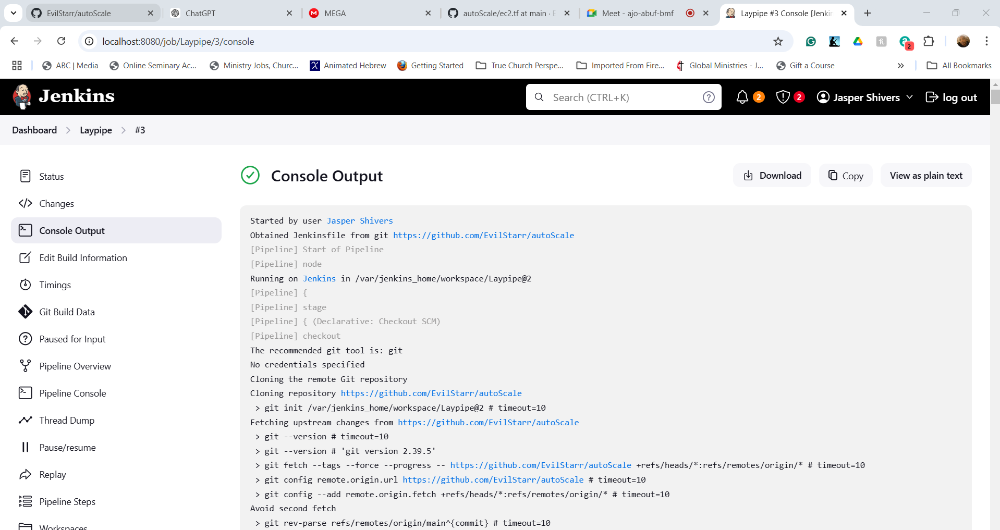 EvilStarr/autoScale
ChatGPT
MEGA
autoScale/ec2.tf at main · E
Meet - ajo-abuf-bmf
Laypipe #3 Console [Jenkin
localhost:8080/job/Laypipe/3/console
2
ABC | Media
Online Seminary Ac...
Ministry Jobs, Churc...
Animated Hebrew
Getting Started
True Church Perspe...
Imported From Fire...
Global Ministries - J...
Gift a Course
All Bookmarks
Jenkins
Search (CTRL+K)
2
2
Jasper Shivers
log out
Dashboard
Laypipe
#3
Status
Changes
Console Output
Edit Build Information
Timings
Git Build Data
Paused for Input
Pipeline Overview
Pipeline Console
Thread Dump
Pause/resume
Replay
Pipeline Steps
Workspaces
Console Output
Download
Copy
View as plain text
Started by user Jasper Shivers
Obtained Jenkinsfile from git https://github.com/EvilStarr/autoScale
[Pipeline] Start of Pipeline
[Pipeline] node
Running on Jenkins in /var/jenkins_home/workspace/Laypipe@2
[Pipeline] {
[Pipeline] stage
[Pipeline] { (Declarative: Checkout SCM)
[Pipeline] checkout
The recommended git tool is: git
No credentials specified
Cloning the remote Git repository
Cloning repository https://github.com/EvilStarr/autoScale
> git init /var/jenkins_home/workspace/Laypipe@2 # timeout=10
Fetching upstream changes from https://github.com/EvilStarr/autoScale
> git --version # timeout=10
> git --version # 'git version 2.39.5'
> git fetch --tags --force --progress -- https://github.com/EvilStarr/autoScale +refs/heads/*:refs/remotes/origin/* # timeout=10
> git config remote.origin.url https://github.com/EvilStarr/autoScale # timeout=10
> git config --add remote.origin.fetch +refs/heads/*:refs/remotes/origin/* # timeout=10
Avoid second fetch
> git rev-parse refs/remotes/origin/main^{commit} # timeout=10